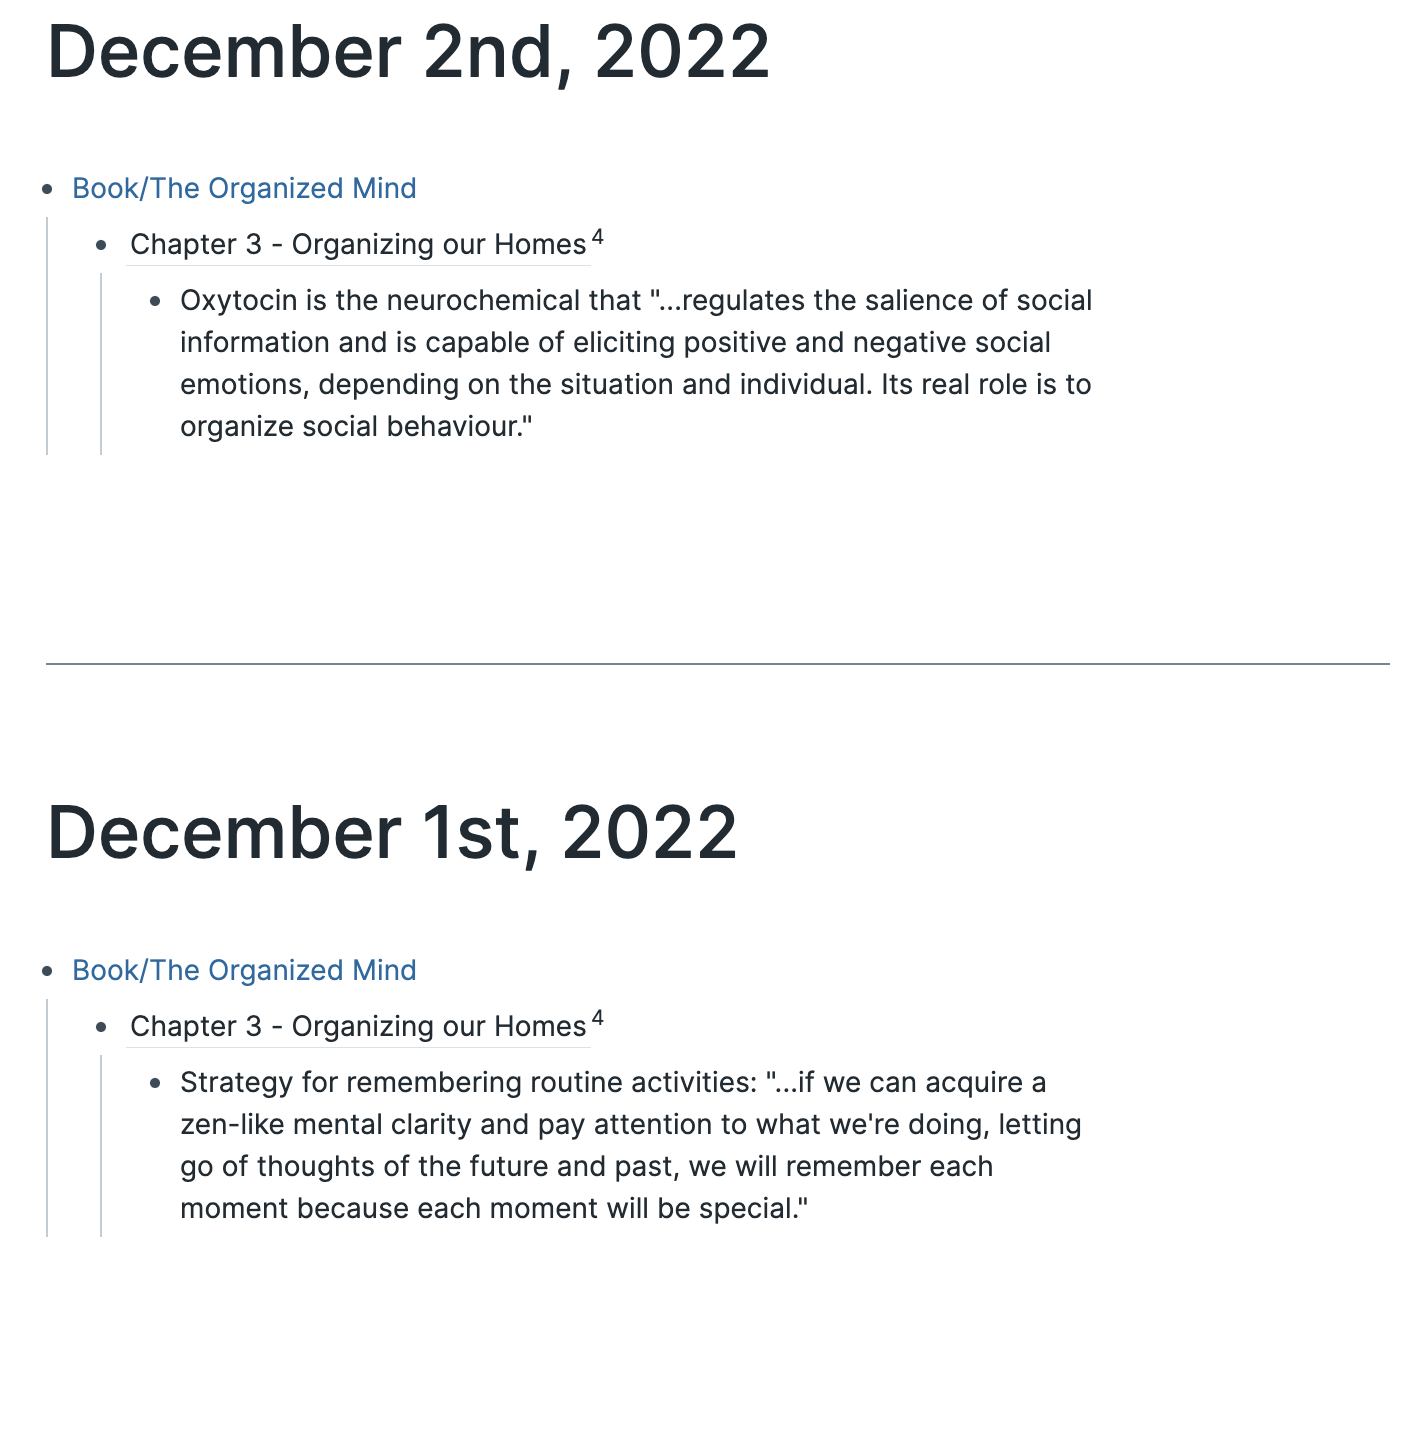 December 2nd, 2022
Book/The Organized Mind
Chapter 3 - Organizing our Homes 4
Oxytocin is the neurochemical that "...regulates the salience of social
information and is capable of eliciting positive and negative social
emotions, depending on the situation and individual. Its real role is to
organize social behaviour."
December 1st, 2022
Book/The Organized Mind
Chapter 3 - Organizing our Homes 4
Strategy for remembering routine activities: "...if we can acquire a
zen-like mental clarity and pay attention to what we're doing, letting
go of thoughts of the future and past, we will remember each
moment because each moment will be special."